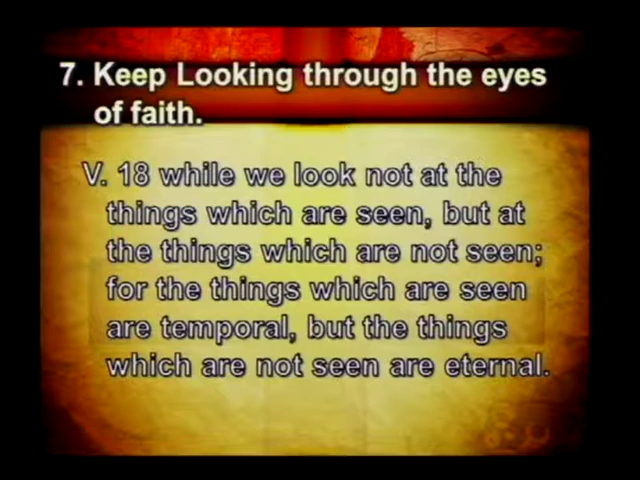 7. Keep Looking through the eyes
of faith.
V. 18 while we look not at the
things which are seen, but at
the things which are not seen;
for the things which are seen
are temporal, but the things
which are not seen are eternal.